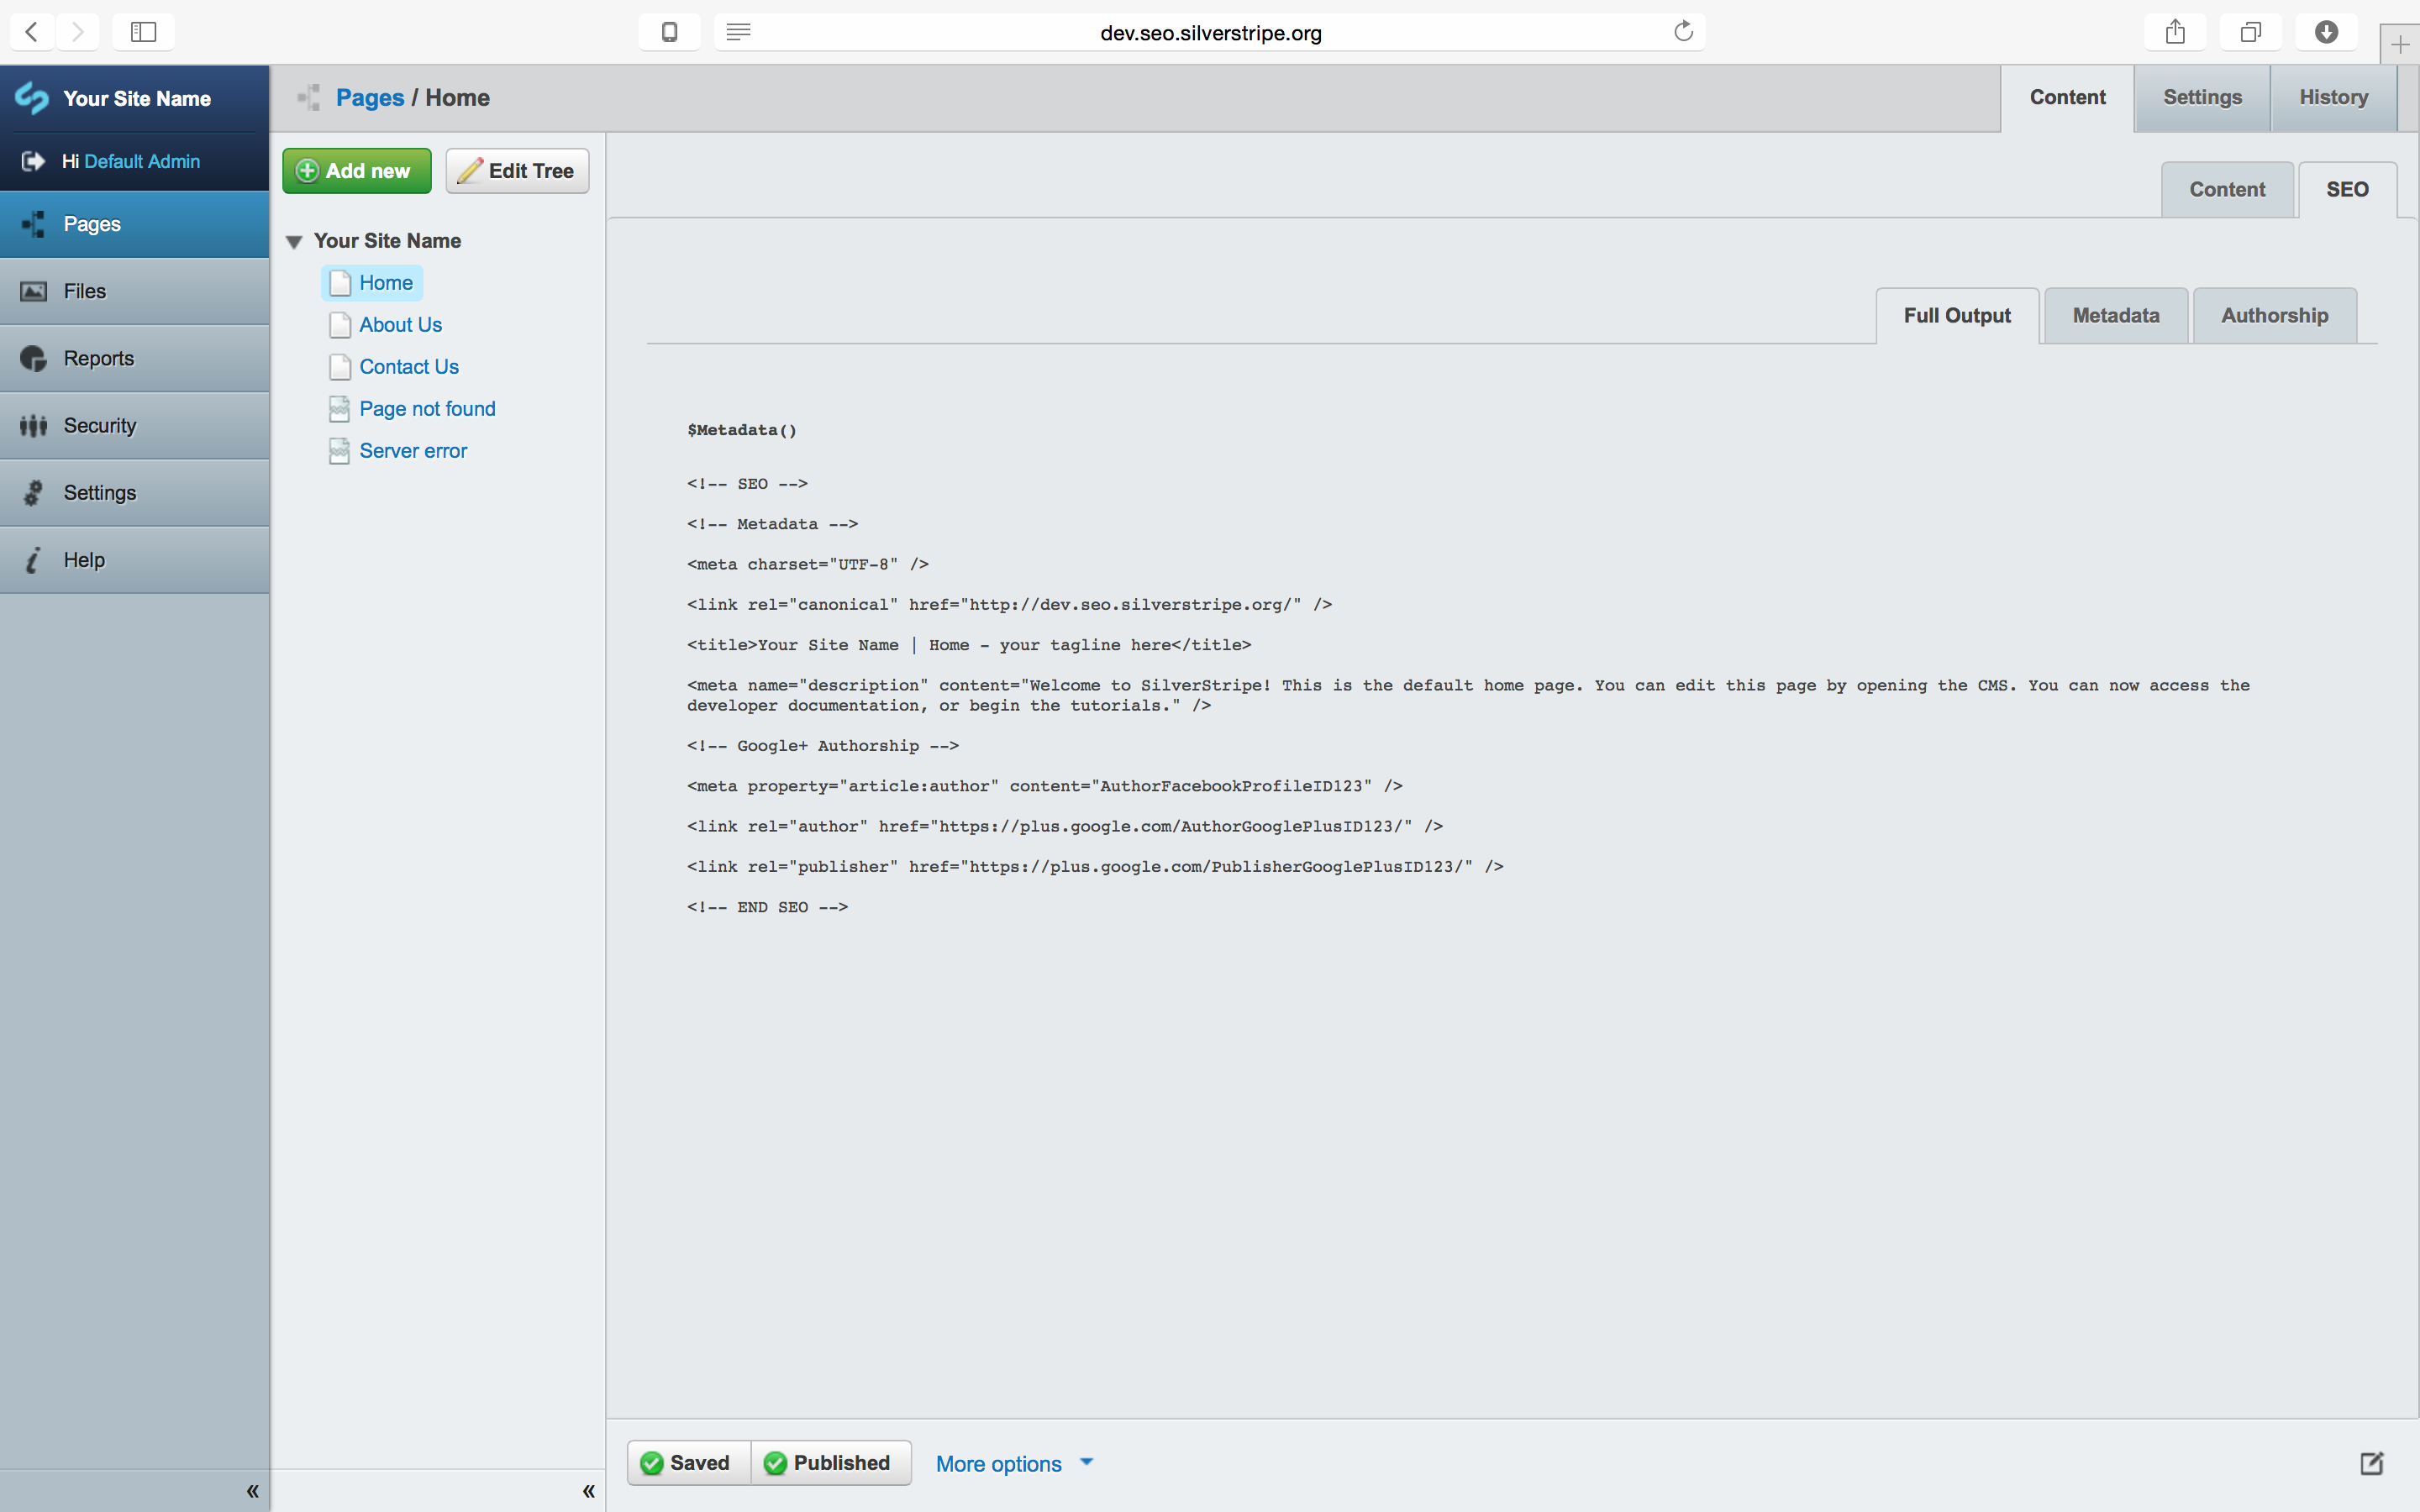 dev.seo.silverstripe.org
Your Site Name
Hi Default Admin
Pages
Files
Reports
Security
Settings
Help
«
Pages / Home
Content
Settings
History
Add new
Edit Tree
Your Site Name
Home
About Us
Contact Us
Page not found
Server error
«
Content
SEO
Full Output
Metadata
Authorship
$Metadata()
<!-- SEO -->
<!-- Metadata -->
<meta charset="UTF-8" />
<link rel="canonical" href="http://dev.seo.silverstripe.org/" />
<title>Your Site Name | Home - your tagline here</title>
<meta name="description" content="Welcome to SilverStripe! This is the default home page. You can edit this page by opening the CMS. You can now access the
developer documentation, or begin the tutorials." />
<!-- Google+ Authorship -->
<meta property="article:author" content="AuthorFacebookProfileID123" />
<link rel="author" href="https://plus.google.com/AuthorGooglePlusID123/" />
<link rel="publisher" href="https://plus.google.com/PublisherGooglePlusID123/" />
<!-- END SEO -->
Saved
Published
More options